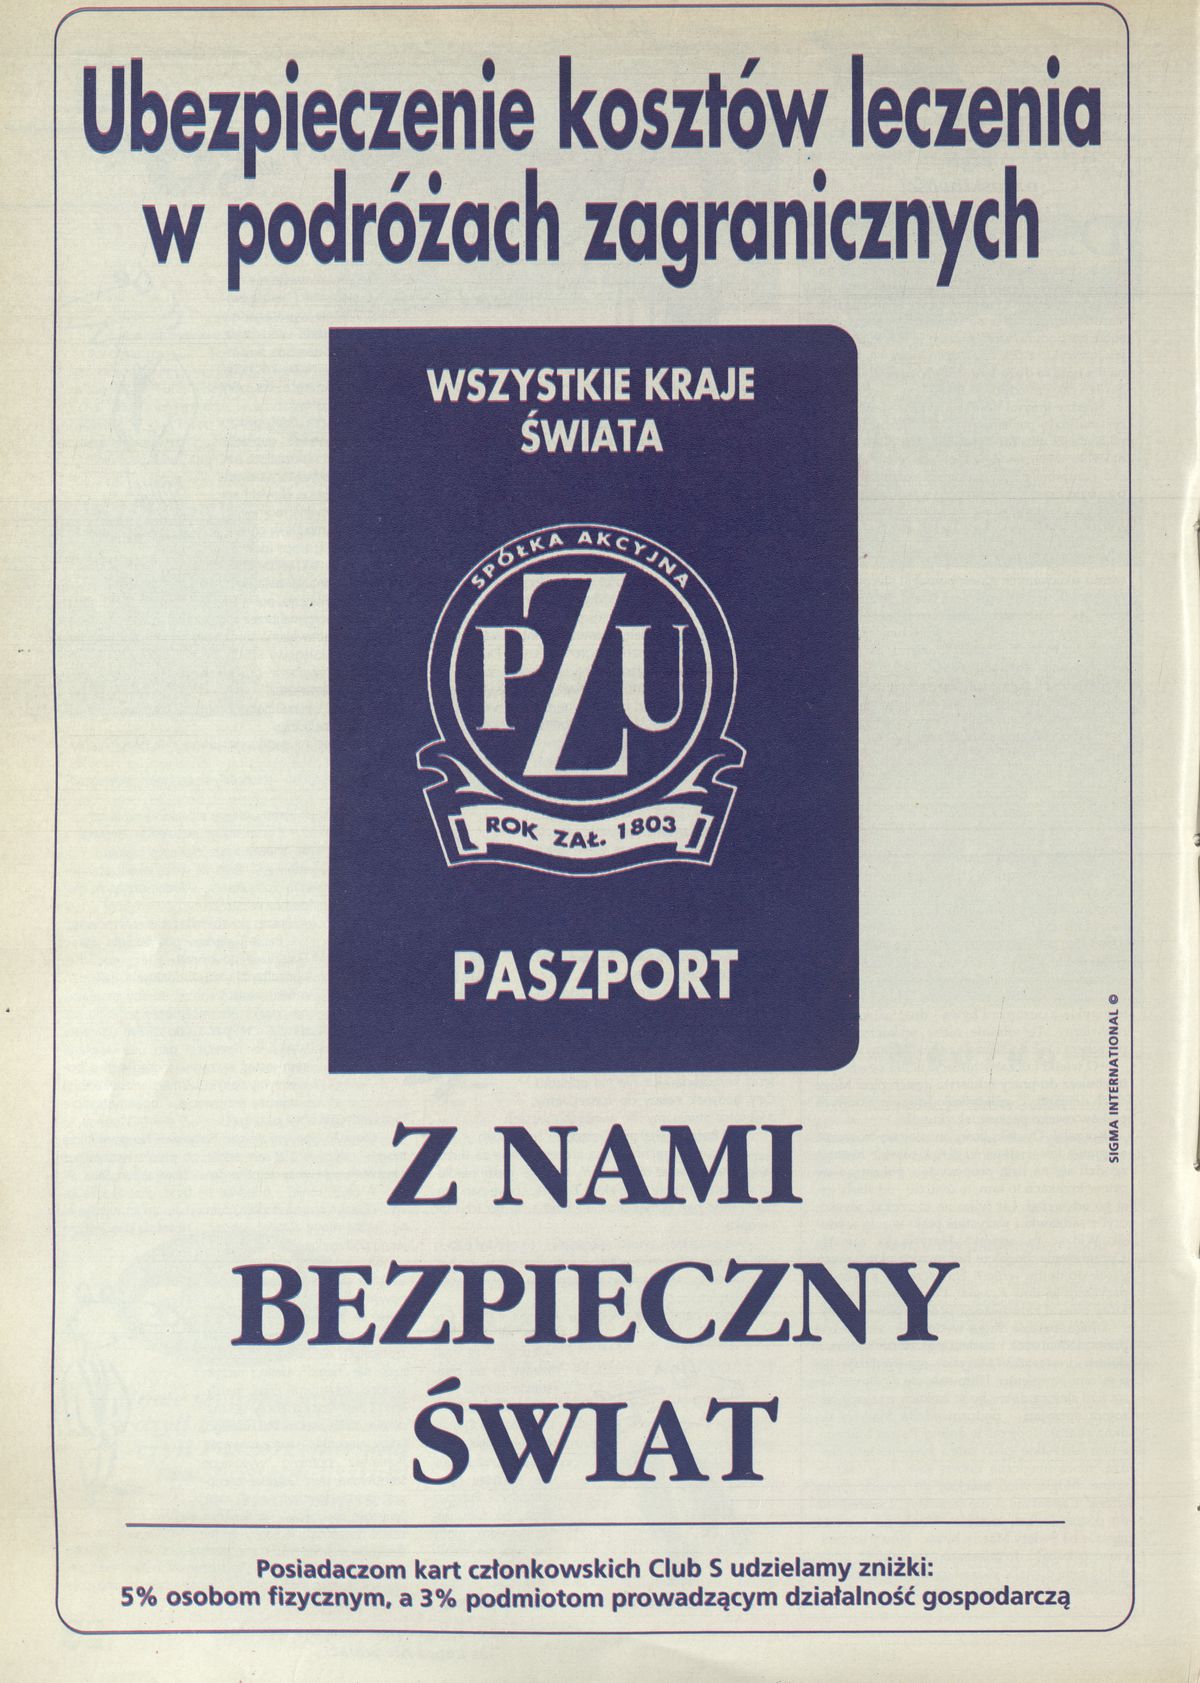 Ubezpieczenie kosztów leczenia
w podróżach zagranicznych
WSZYSTKIE KRAJE
ŚWIATA
SPÓŁKA AKCYJNA
PZU
ROK ZAŁ. 1803
PASZPORT
SIGMA INTERNATIONAL ©
Z NAMI
BEZPIECZNY
ŚWIAT
Posiadaczom kart członkowskich Club S udzielamy zniżki:
5% osobom fizycznym, a 3% podmiotom prowadzącym działalność gospodarczą